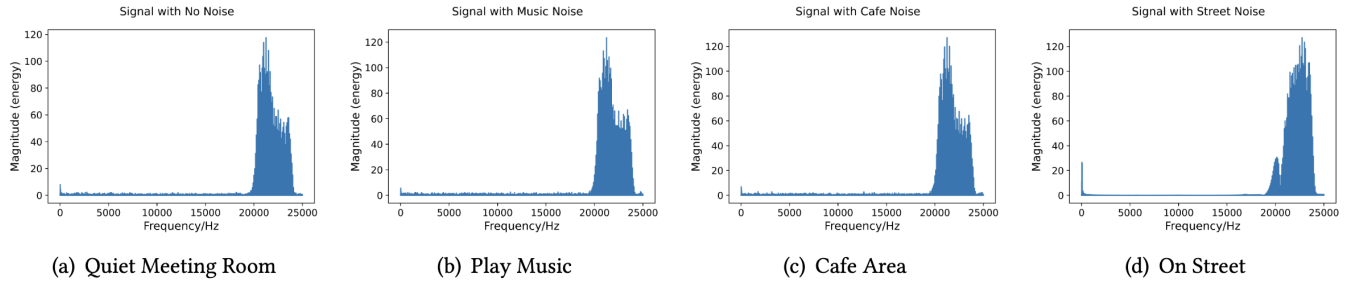 Signal with No Noise
Magnitude (energy)
120
100
80
60
40
20
0
0 5000 10000 15000 20000 25000
Frequency/Hz
(a) Quiet Meeting Room
Signal with Music Noise
Magnitude (energy)
120
100
80
60
40
20
0
0 5000 10000 15000 20000 25000
Frequency/Hz
(b) Play Music
Signal with Cafe Noise
Magnitude (energy)
120
100
80
60
40
20
0
0 5000 10000 15000 20000 25000
Frequency/Hz
(c) Cafe Area
Signal with Street Noise
Magnitude (energy)
120
100
80
60
40
20
0
0 5000 10000 15000 20000 25000
Frequency/Hz
(d) On Street